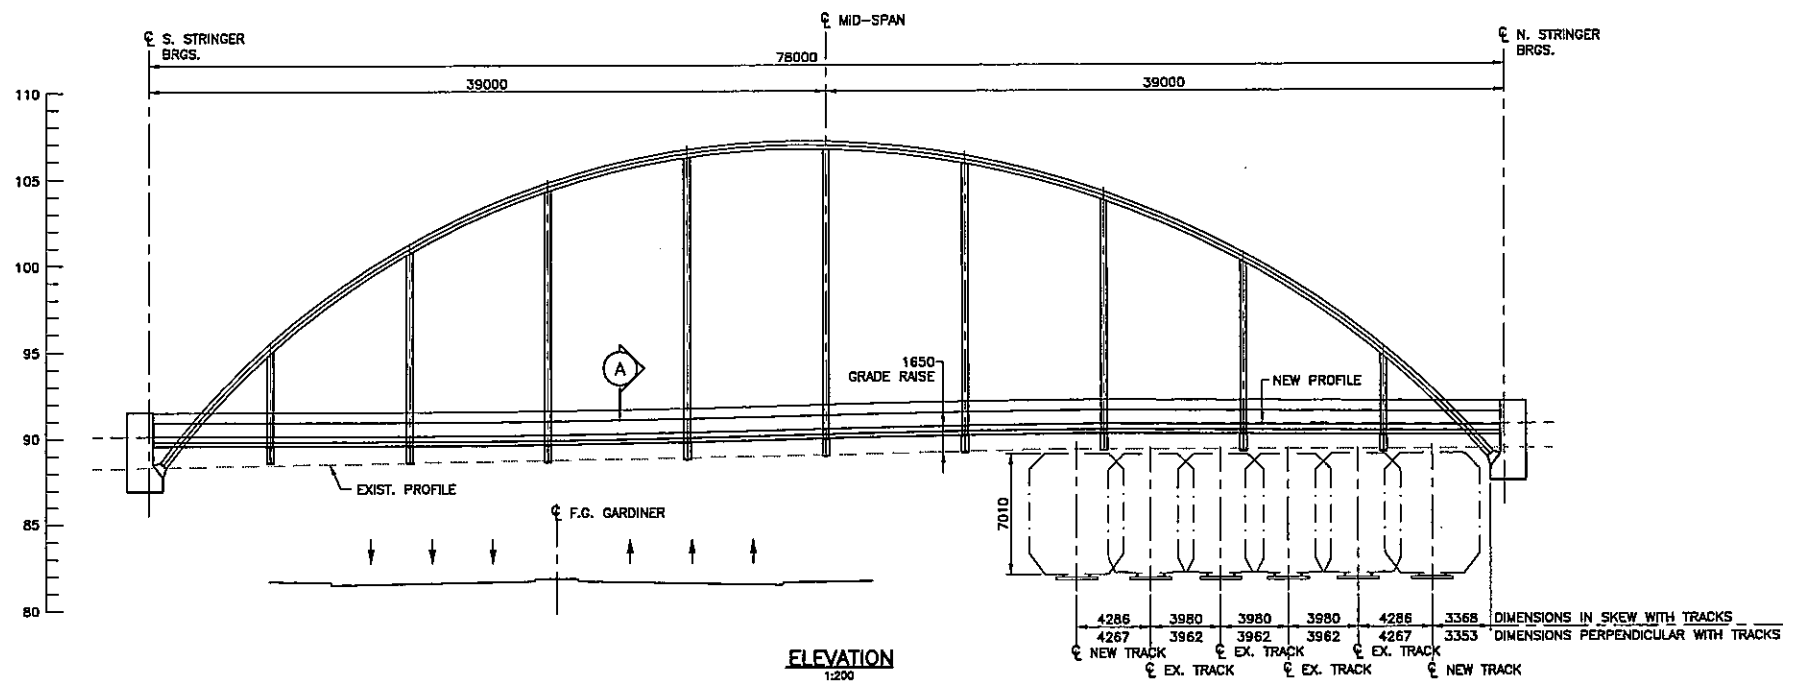 ℄ MID-SPAN
℄ S. STRINGER
BRGS.
℄ N. STRINGER
BRGS.
78000
39000
39000
110
105
100
95
90
85
80
A
1650
GRADE RAISE
NEW PROFILE
EXIST. PROFILE
℄ F.G. GARDINER
7010
4286 3980 3980 3980 4286 3368 DIMENSIONS IN SKEW WITH TRACKS
4267 3962 3962 3962 4267 3353 DIMENSIONS PERPENDICULAR WITH TRACKS
℄ NEW TRACK ℄ EX. TRACK ℄ EX. TRACK
℄ EX. TRACK ℄ EX. TRACK ℄ NEW TRACK
ELEVATION
1:200